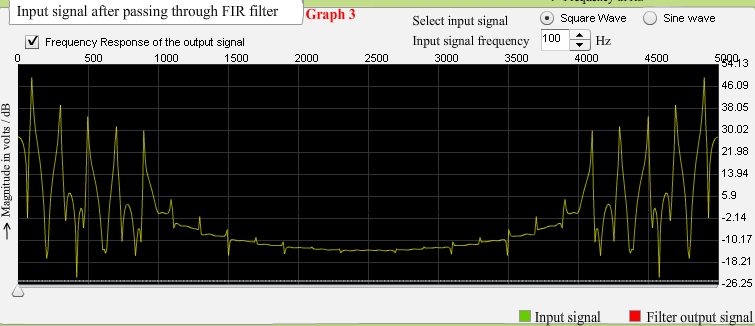 Input signal after passing through FIR filter
Graph 3
Select input signal
Square Wave
Sine wave
Frequency Response of the output signal
Input signal frequency
100
Hz
0 500 1000 1500 2000 2500 3000 3500 4000 4500 5000
54.13
46.09
38.05
30.02
21.98
13.94
5.9
-2.14
-10.17
-18.21
-26.25
Magnitude in volts / dB
Input signal
Filter output signal